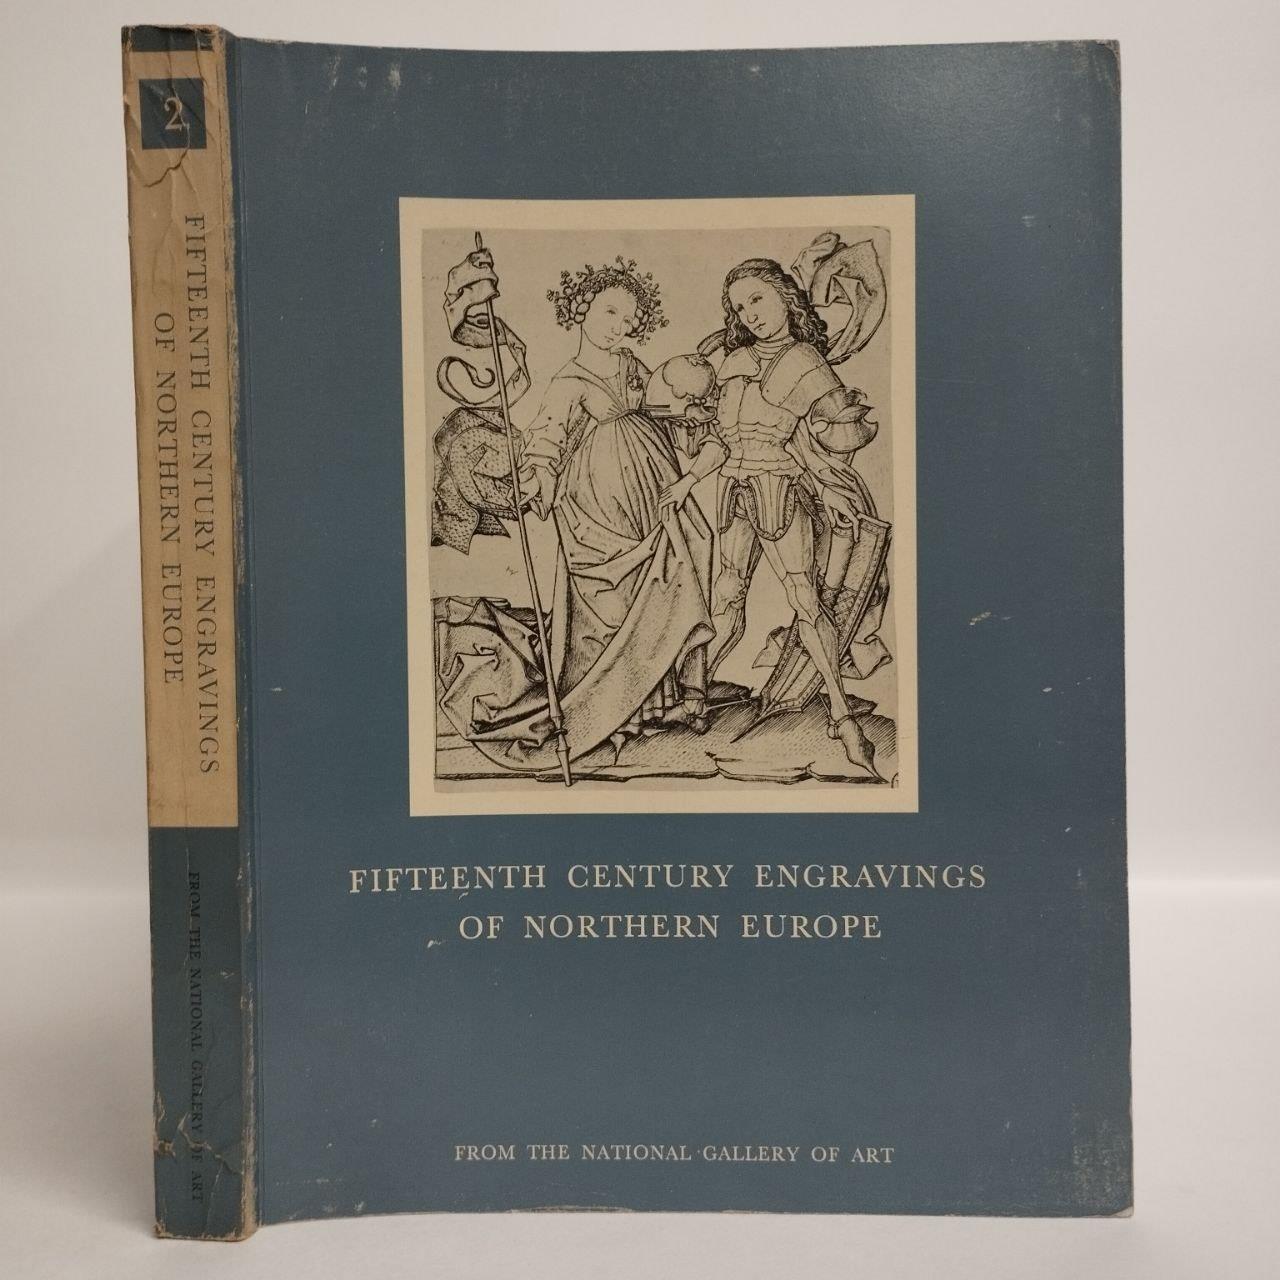 2
FIFTEENTH CENTURY ENGRAVINGS
OF NORTHERN EUROPE
FROM THE NATIONAL GALLERY OF ART
FIFTEENTH CENTURY ENGRAVINGS
OF NORTHERN EUROPE
FROM THE NATIONAL GALLERY OF ART